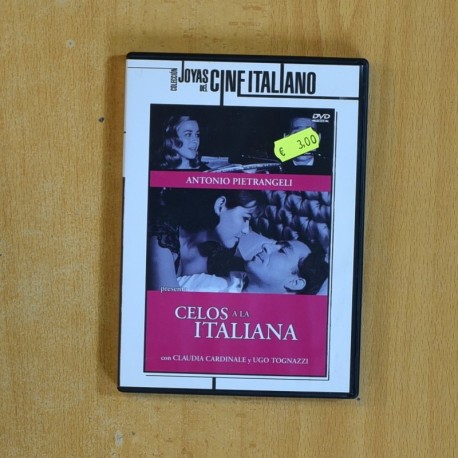 COLECCIÓN JOYAS DEL CINE ITALIANO
DVD
€ 3,00
ANTONIO PIETRANGELI
presenta
CELOS A LA
ITALIANA
con CLAUDIA CARDINALE y UGO TOGNAZZI